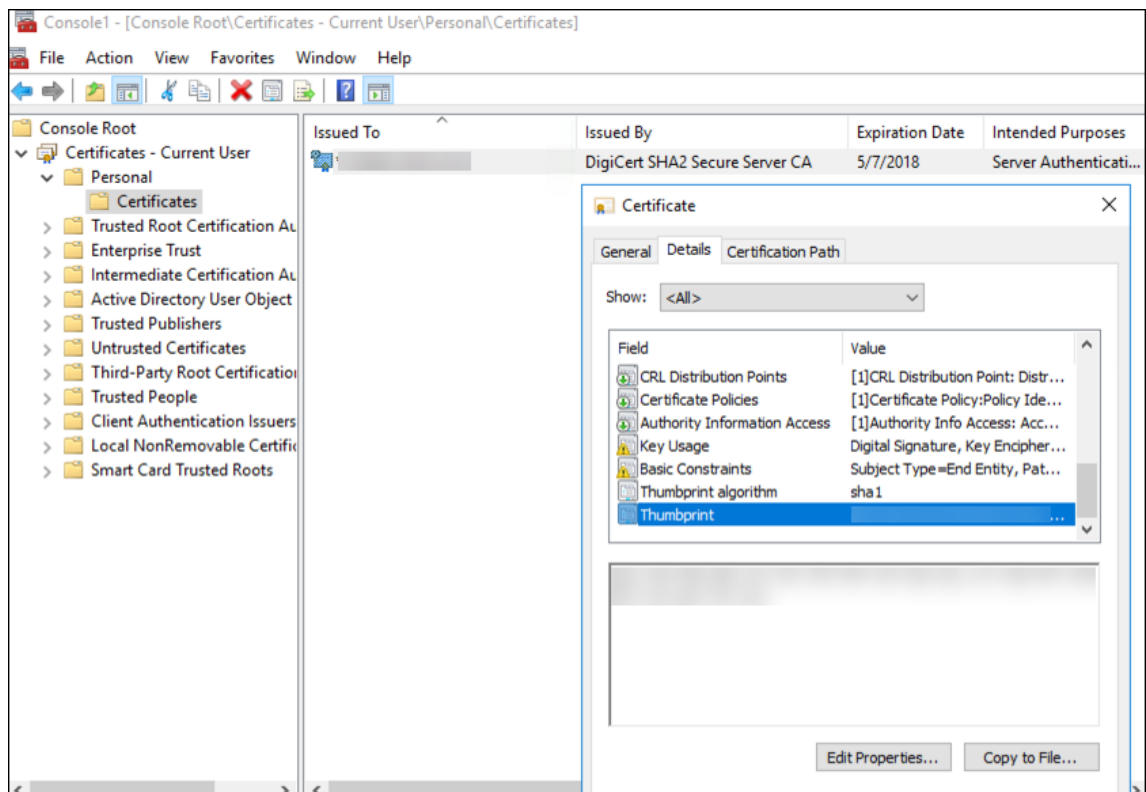 Console1 - [Console Root\Certificates - Current User\Personal\Certificates]
File Action View Favorites Window Help
Console Root
Certificates - Current User
Personal
Certificates
Trusted Root Certification Au
Enterprise Trust
Intermediate Certification Au
Active Directory User Object
Trusted Publishers
Untrusted Certificates
Third-Party Root Certification
Trusted People
Client Authentication Issuers
Local NonRemovable Certific
Smart Card Trusted Roots
Issued To Issued By Expiration Date Intended Purposes
DigiCert SHA2 Secure Server CA 5/7/2018 Server Authenticati...
Certificate
General Details Certification Path
Show: <All>
Field Value
CRL Distribution Points [1]CRL Distribution Point: Distr...
Certificate Policies [1]Certificate Policy:Policy Ide...
Authority Information Access [1]Authority Info Access: Acc...
Key Usage Digital Signature, Key Encipher...
Basic Constraints Subject Type=End Entity, Pat...
Thumbprint algorithm sha1
Thumbprint ...
Edit Properties... Copy to File...